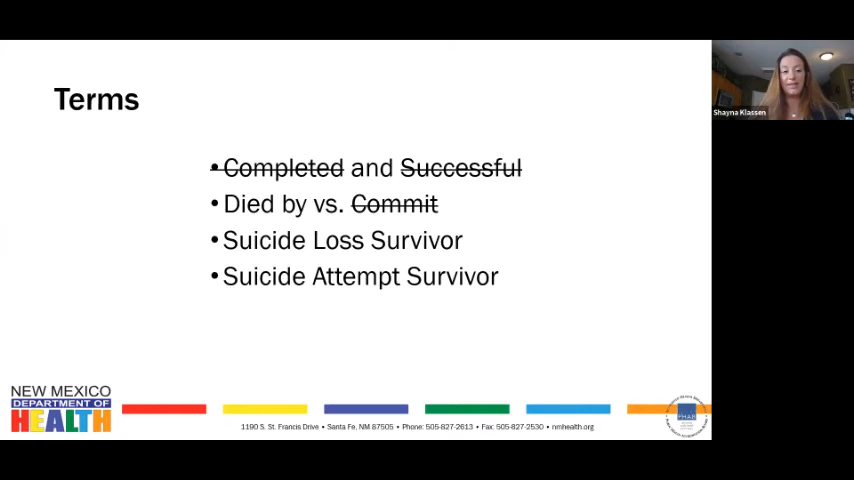 Terms
Shayna Klassen
• Completed and Successful
• Died by vs. Commit
• Suicide Loss Survivor
• Suicide Attempt Survivor
NEW MEXICO
DEPARTMENT OF
HEALTH
1190 S. St. Francis Drive • Santa Fe, NM 87505 • Phone: 505-827-2613 • Fax: 505-827-2530 • nmhealth.org
PHAB